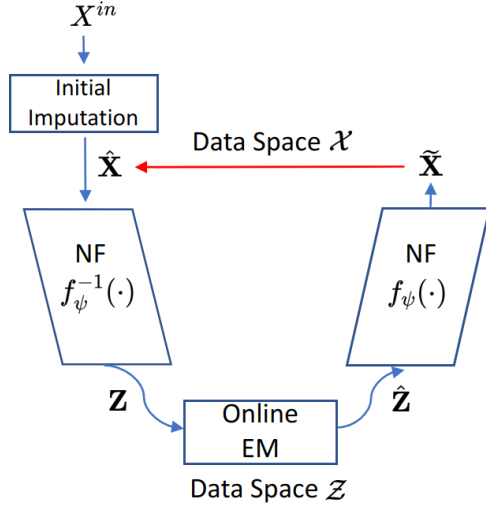 X^{in}
Initial
Imputation
Data Space 𝒳
X̂
X̃
NF
f_ψ^{-1}(·)
NF
f_ψ(·)
Z
Ẑ
Online
EM
Data Space 𝒵